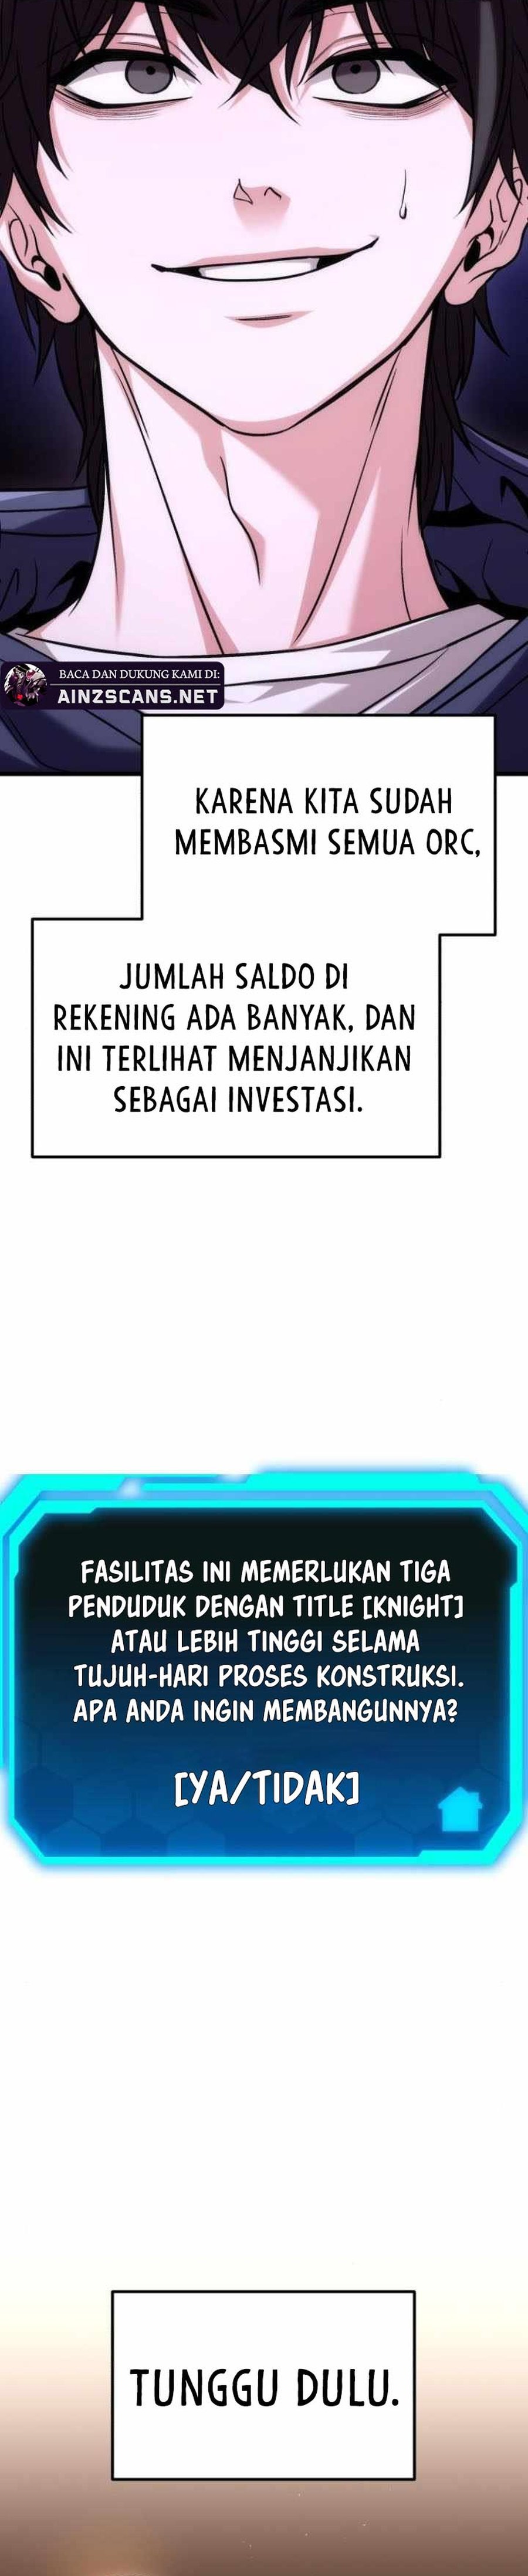 BACA DAN DUKUNG KAMI DI:
AINZSCANS.NET
KARENA KITA SUDAH
MEMBASMI SEMUA ORC,
JUMLAH SALDO DI
REKENING ADA BANYAK, DAN
INI TERLIHAT MENJANJIKAN
SEBAGAI INVESTASI.
FASILITAS INI MEMERLUKAN TIGA
PENDUDUK DENGAN TITLE [KNIGHT]
ATAU LEBIH TINGGI SELAMA
TUJUH-HARI PROSES KONSTRUKSI.
APA ANDA INGIN MEMBANGUNNYA?
[YA/TIDAK]
TUNGGU DULU.